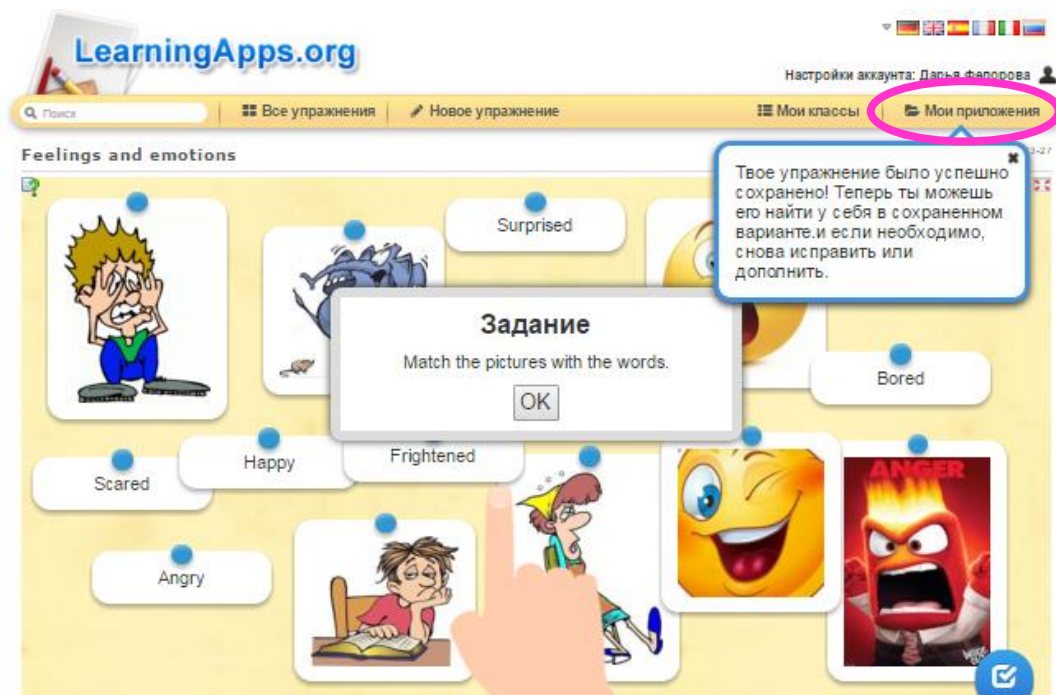 LearningApps.org
Настройки аккаунта: Дарья Федорова
Поиск
Все упражнения
Новое упражнение
Мои классы
Мои приложения
Feelings and emotions
3-27
Твое упражнение было успешно
сохранено! Теперь ты можешь
его найти у себя в сохраненном
варианте.и если необходимо,
снова исправить или
дополнить.
Surprised
Задание
Match the pictures with the words.
OK
Bored
Scared
Happy
Frightened
ANGER
Angry